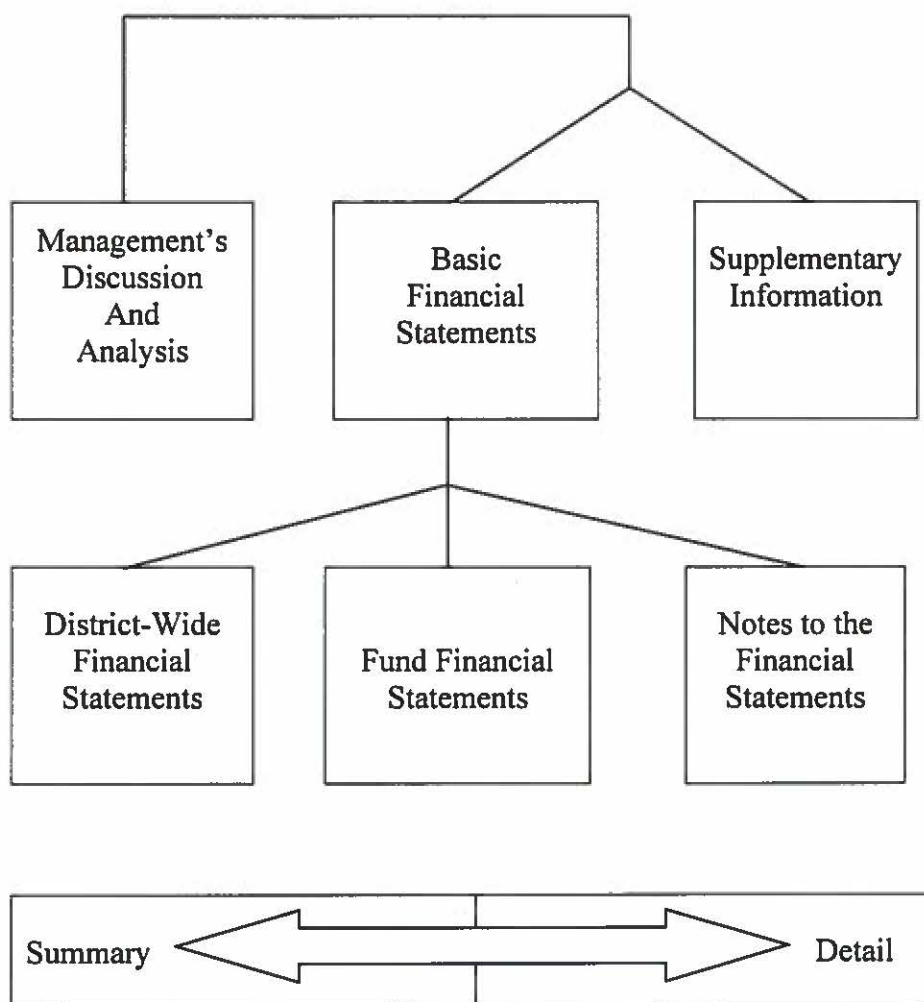 Management's
Discussion
And
Analysis
Basic
Financial
Statements
Supplementary
Information
District-Wide
Financial
Statements
Fund Financial
Statements
Notes to the
Financial
Statements
Summary
Detail